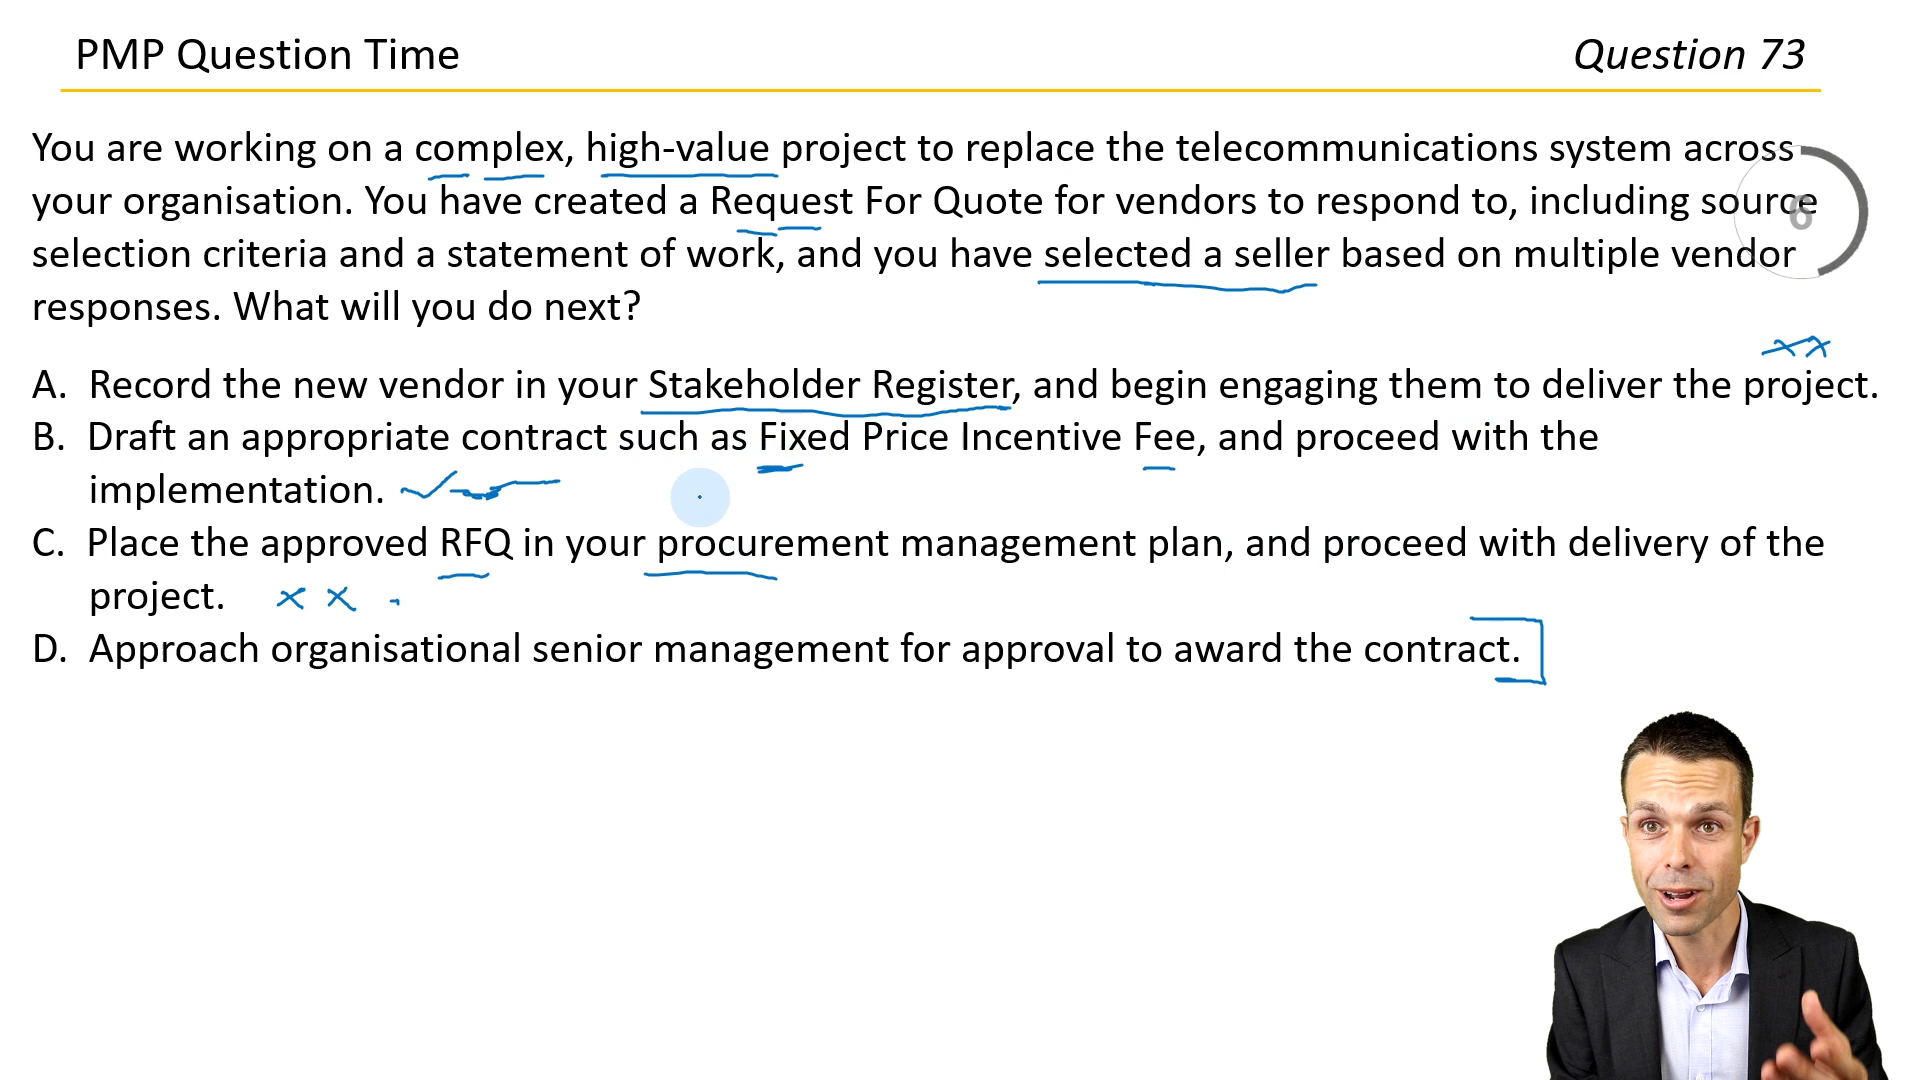 PMP Question Time
Question 73
You are working on a complex, high-value project to replace the telecommunications system across
your organisation. You have created a Request For Quote for vendors to respond to, including source
selection criteria and a statement of work, and you have selected a seller based on multiple vendor
responses. What will you do next?
6
A. Record the new vendor in your Stakeholder Register, and begin engaging them to deliver the project.
B. Draft an appropriate contract such as Fixed Price Incentive Fee, and proceed with the
implementation.
C. Place the approved RFQ in your procurement management plan, and proceed with delivery of the
project.
D. Approach organisational senior management for approval to award the contract.